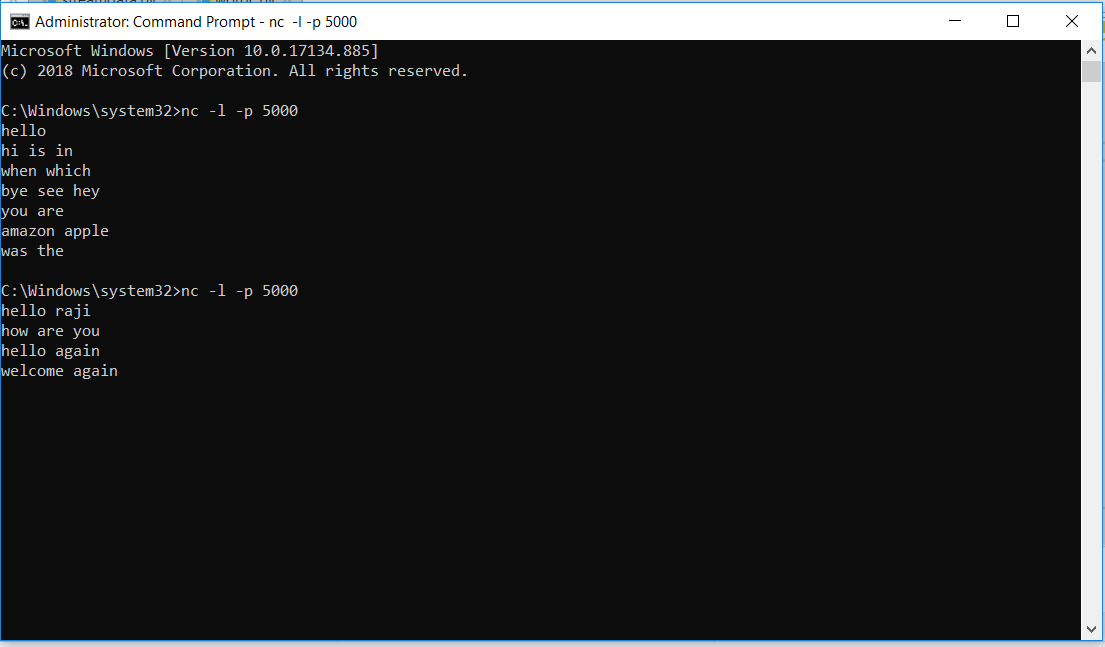 Administrator: Command Prompt - nc  -l -p 5000
Microsoft Windows [Version 10.0.17134.885]
(c) 2018 Microsoft Corporation. All rights reserved.
C:\Windows\system32>nc -l -p 5000
hello
hi is in
when which
bye see hey
you are
amazon apple
was the
C:\Windows\system32>nc -l -p 5000
hello raji
how are you
hello again
welcome again